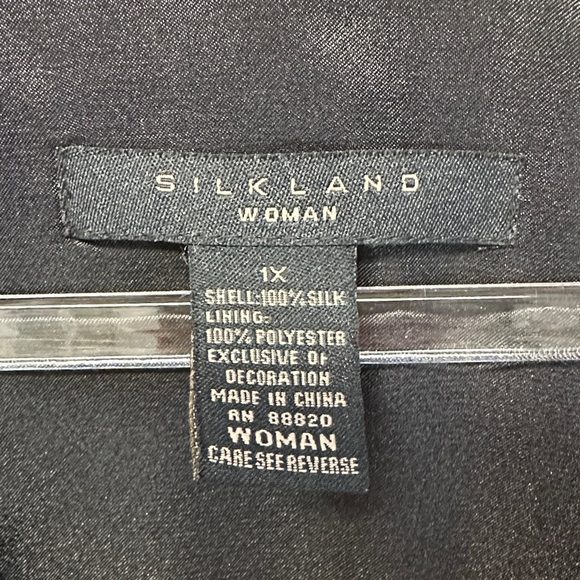 SILKLAND
WOMAN
1X
SHELL:100% SILK
LINING:
100% POLYESTER
EXCLUSIVE OF
DECORATION
MADE IN CHINA
RN 88820
WOMAN
CARE SEE REVERSE